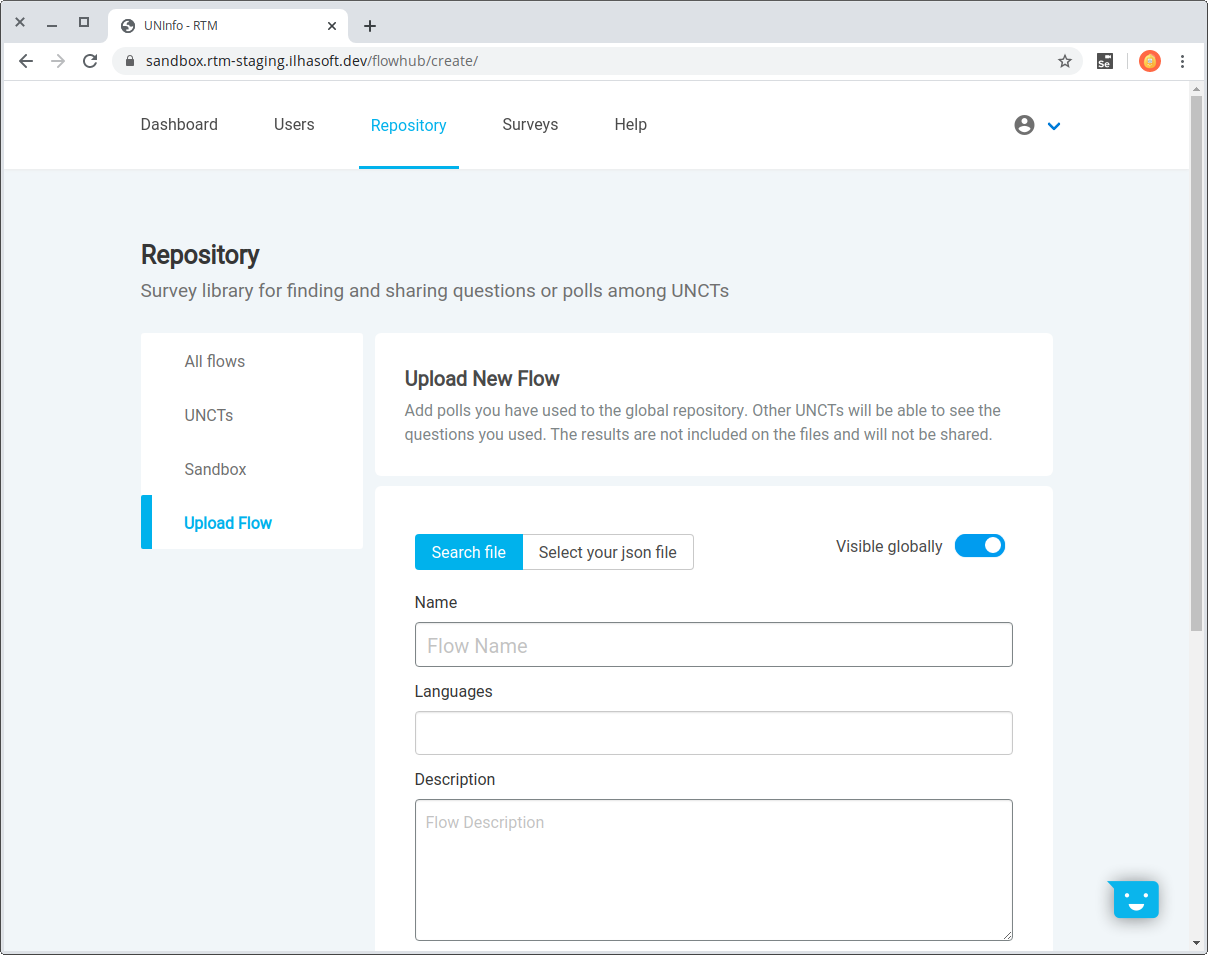 UNInfo - RTM
sandbox.rtm-staging.ilhasoft.dev/flowhub/create/
Se
Dashboard Users Repository Surveys Help
Repository
Survey library for finding and sharing questions or polls among UNCTs
All flows
UNCTs
Sandbox
Upload Flow
Upload New Flow
Add polls you have used to the global repository. Other UNCTs will be able to see the
questions you used. The results are not included on the files and will not be shared.
Search file Select your json file Visible globally
Name
Flow Name
Languages
Description
Flow Description